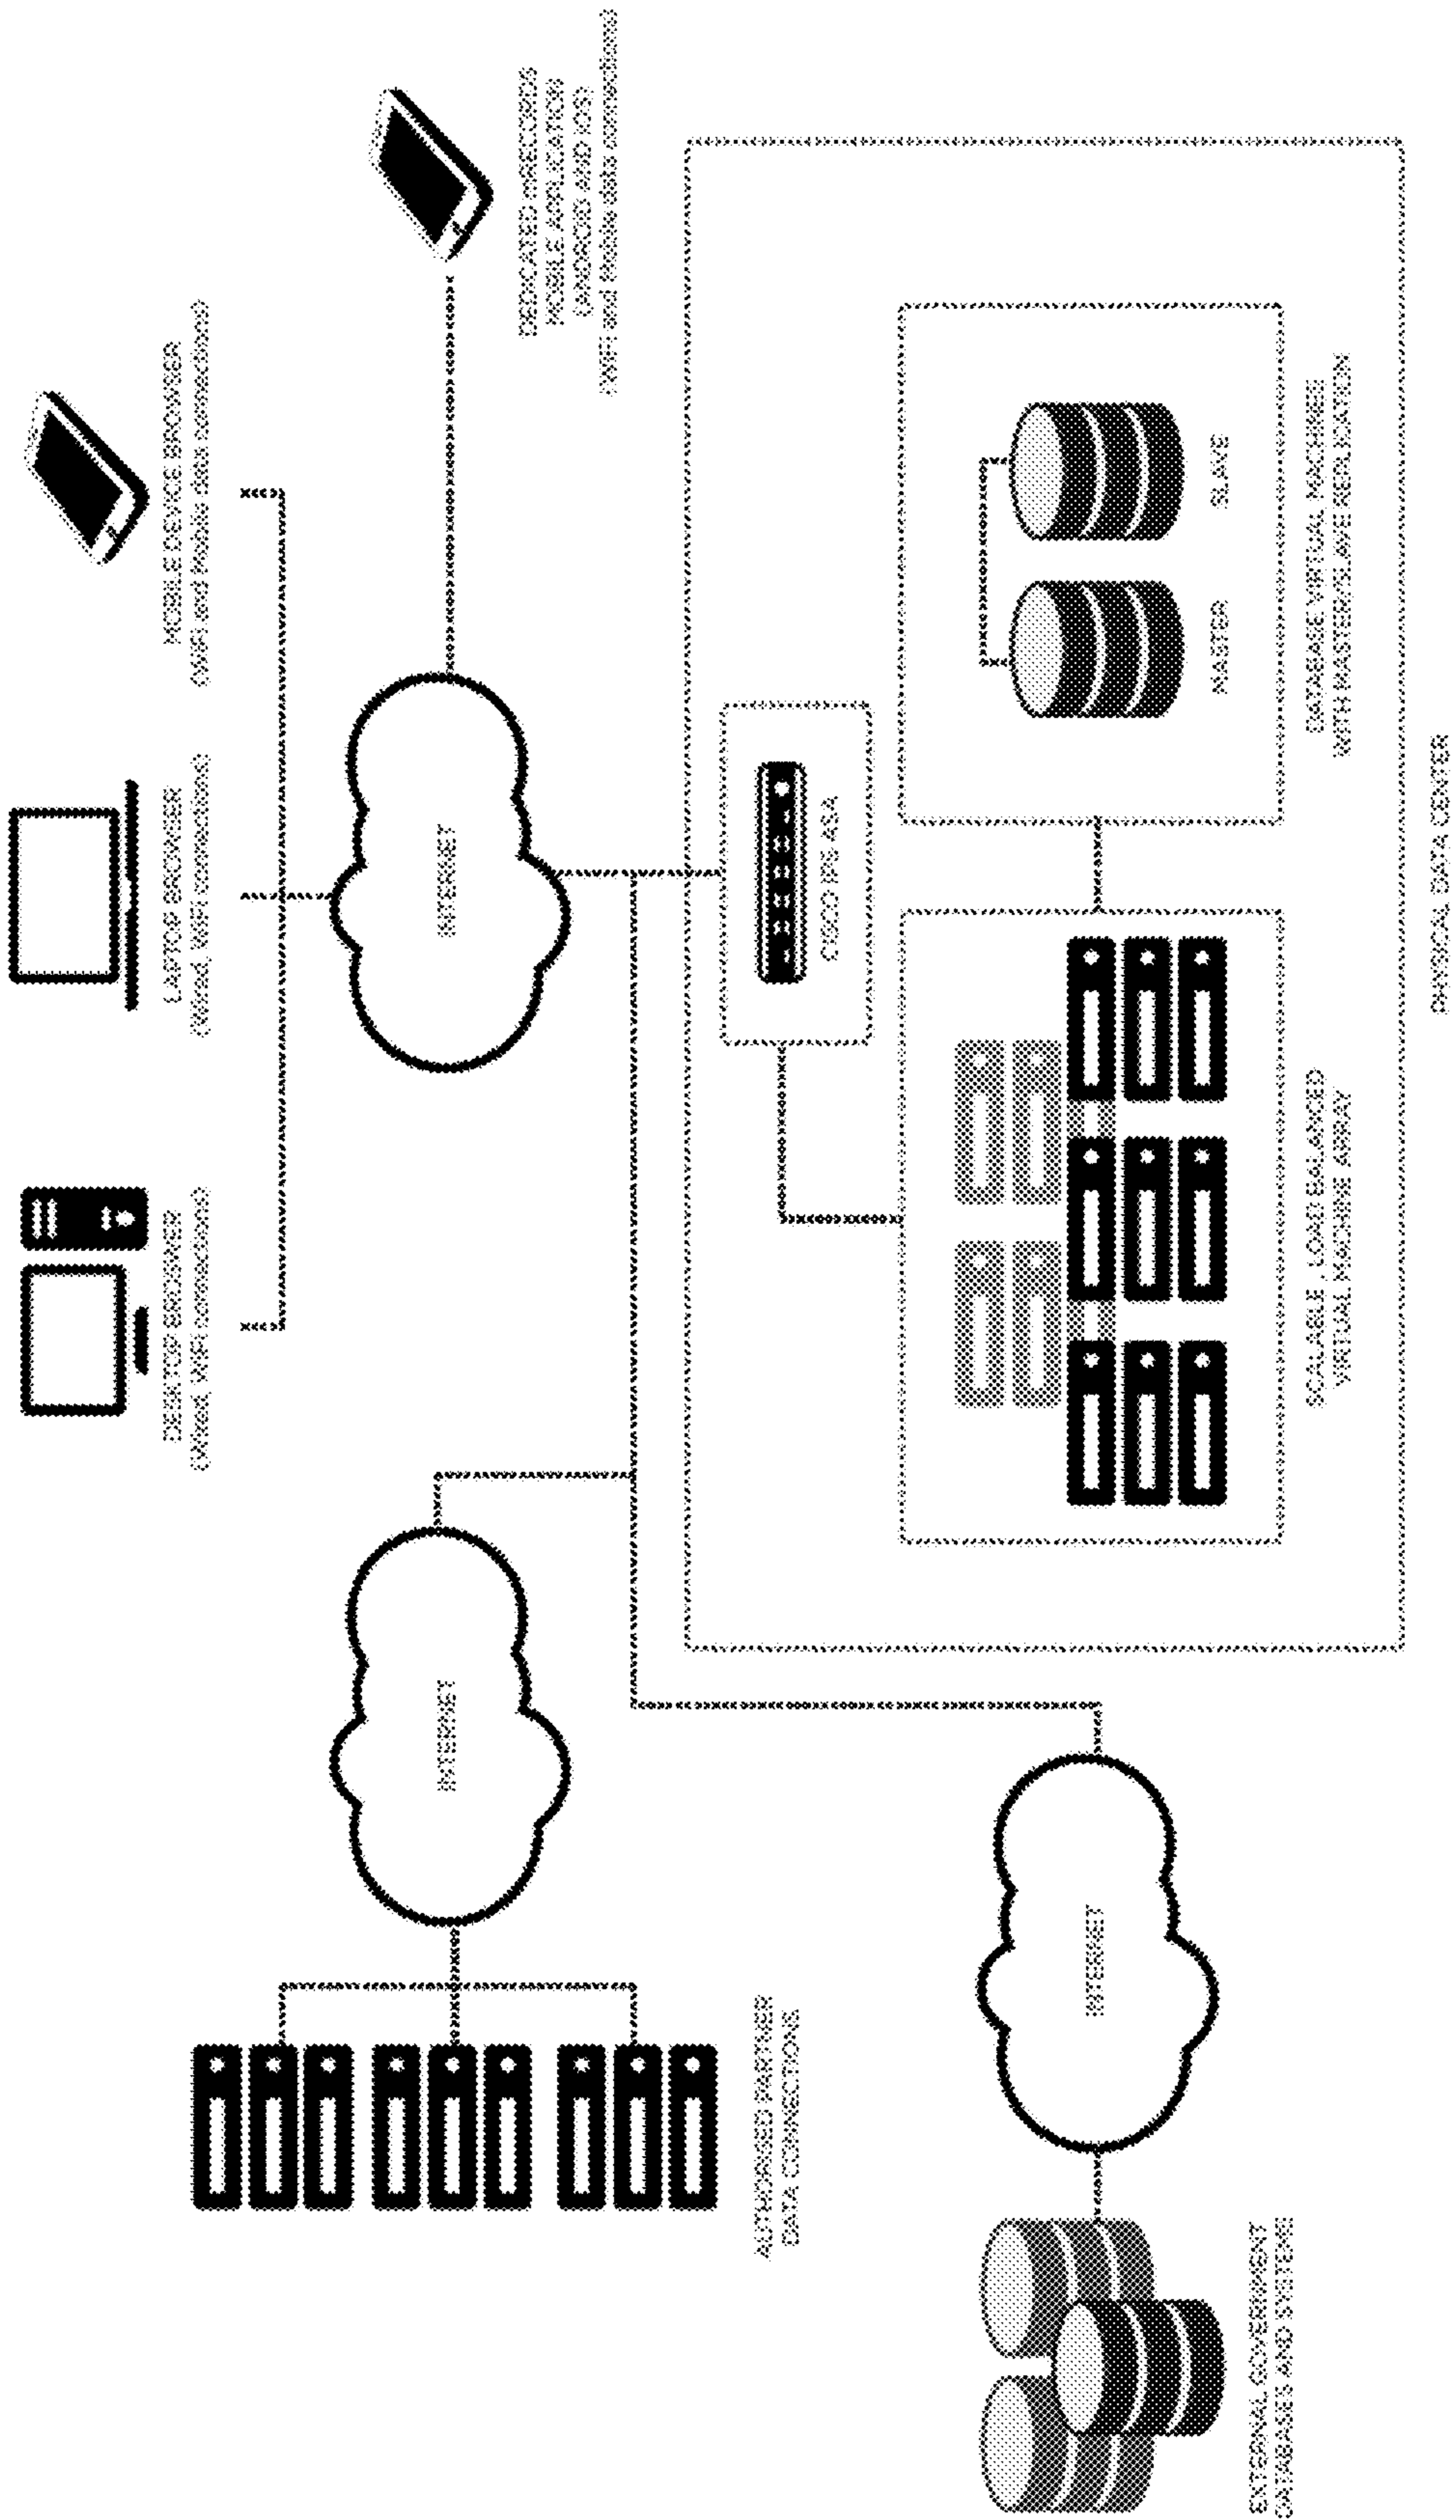 DESKTOP BROWSER
(Wired, WiFi connections)
LAPTOP BROWSER
(Wired, WiFi connections)
MOBILE DEVICE BROWSER
(WiFi and Mobile data connections)
INTERNET
INTERNET
DEDICATED mRECORDS
MOBILE APPLICATION
(ANDROID AND IOS)
(WiFi and Mobile data connections)
AUTHORISED PARTNER
DATA CONNECTIONS
CISCO IPS ASA
INTERNET
MASTER
SLAVE
EXTERNAL GOVERNMENT
DATABASES AND SYSTEMS
SCALABLE, LOAD BALANCED
VIRTUAL MACHINE ARRAY
DATABASE VIRTUAL MACHINES
WITH MASTER/SLAVE REPLICATION
PHYSICAL DATA CENTER